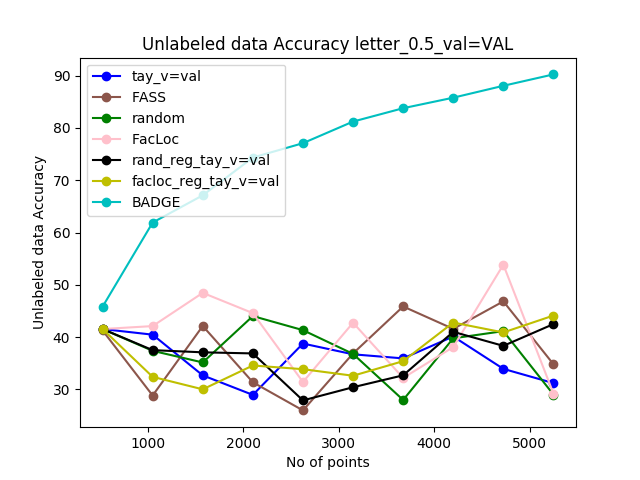 Unlabeled data Accuracy letter_0.5_val=VAL
tay_v=val
FASS
random
FacLoc
rand_reg_tay_v=val
facloc_reg_tay_v=val
BADGE
90
80
70
60
50
40
30
Unlabeled data Accuracy
1000 2000 3000 4000 5000
No of points